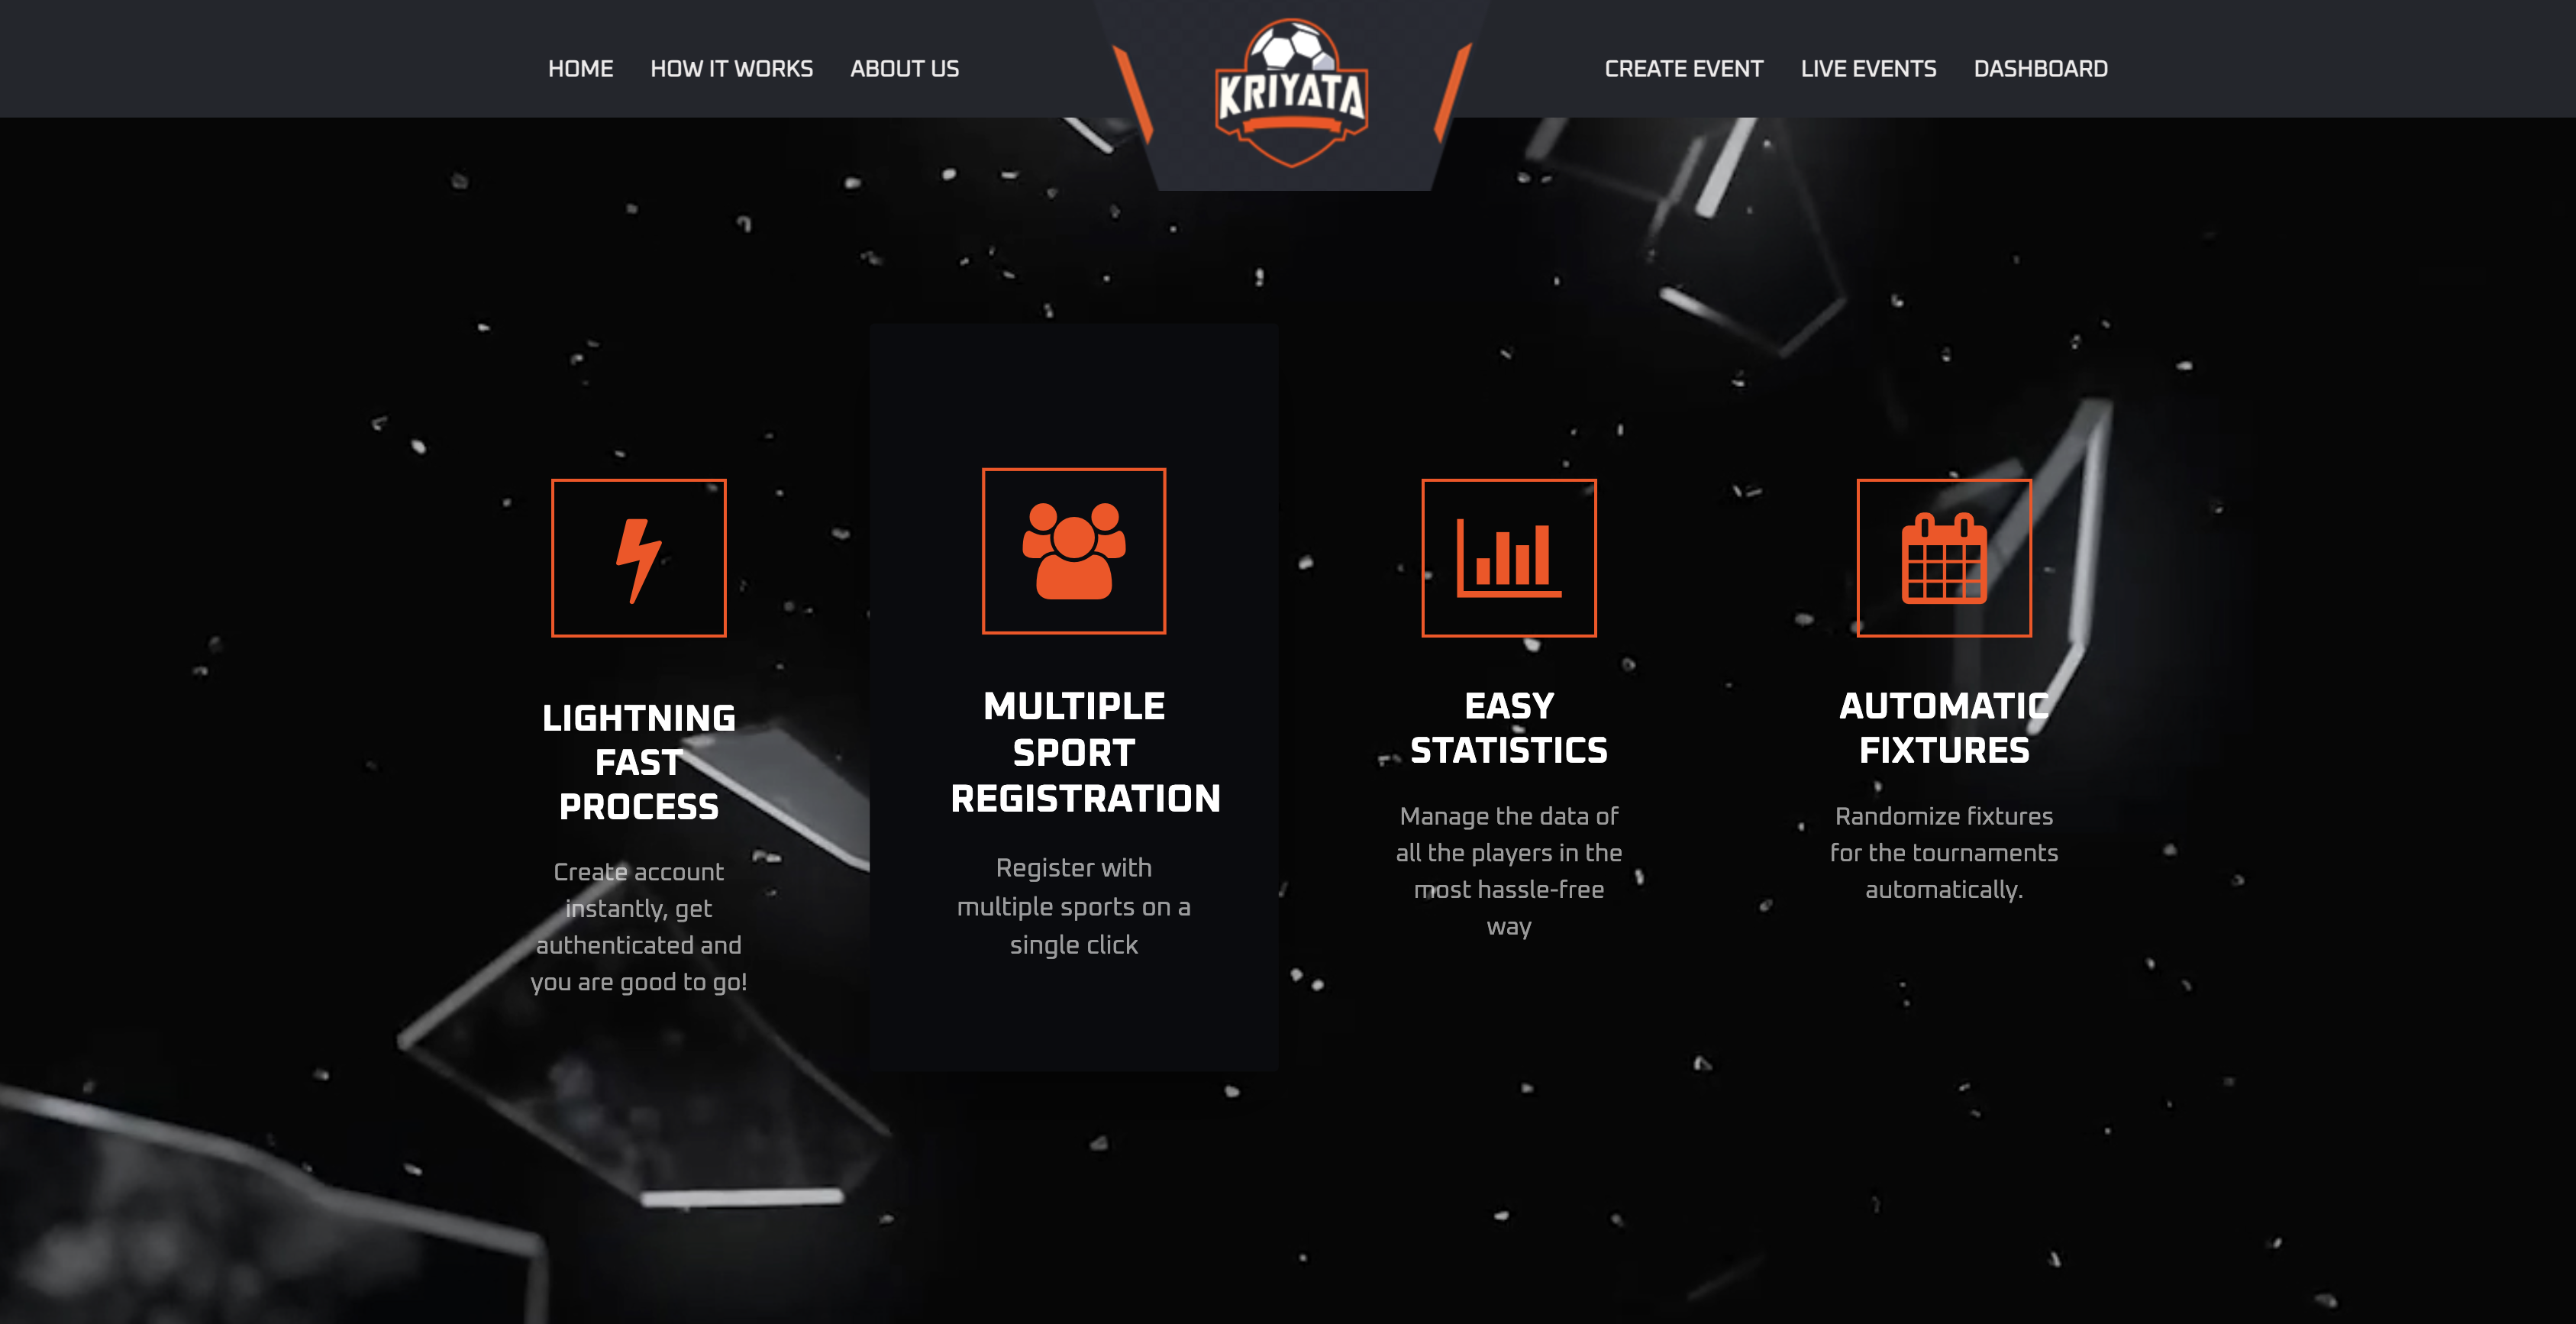 HOME HOW IT WORKS ABOUT US
KRIYATA
CREATE EVENT LIVE EVENTS DASHBOARD
LIGHTNING
FAST
PROCESS
Create account
instantly, get
authenticated and
you are good to go!
MULTIPLE
SPORT
REGISTRATION
Register with
multiple sports on a
single click
EASY
STATISTICS
Manage the data of
all the players in the
most hassle-free
way
AUTOMATIC
FIXTURES
Randomize fixtures
for the tournaments
automatically.